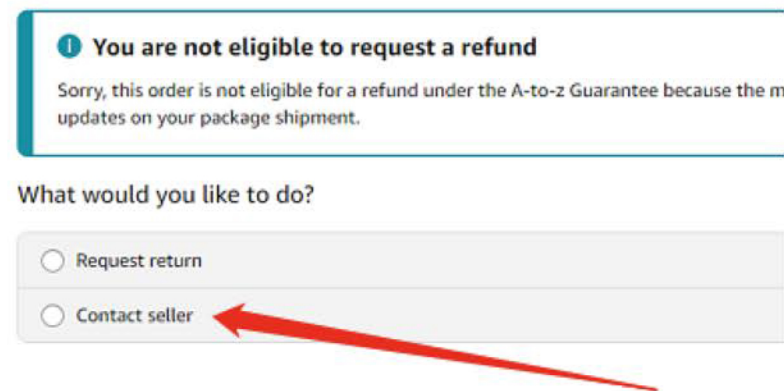 You are not eligible to request a refund
Sorry, this order is not eligible for a refund under the A-to-z Guarantee because the
updates on your package shipment.
What would you like to do?
Request return
Contact seller